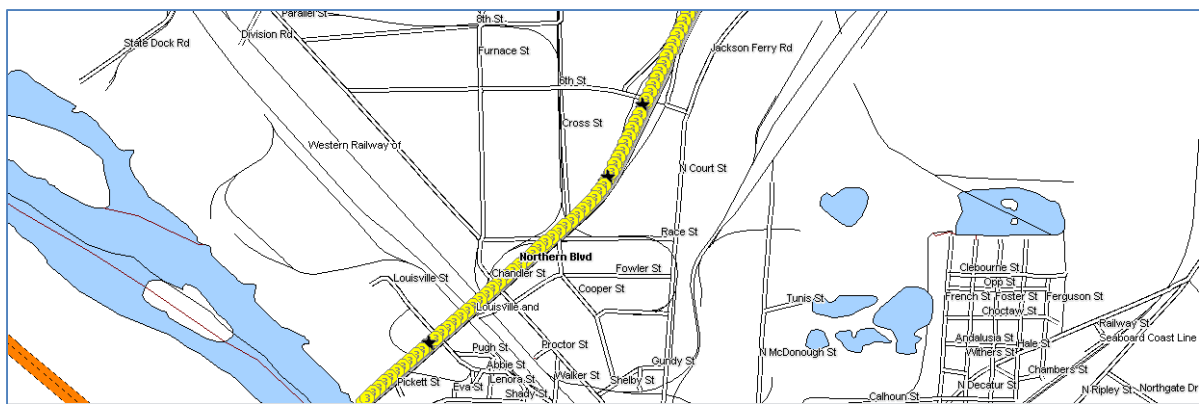 Parallel St
8th St
State Dock Rd
Division Rd
Furnace St
Jackson Ferry Rd
6th St
Cross St
Western Railway of
N Court St
Race St
Northern Blvd
Chandler St
Fowler St
Louisville St
Cooper St
Louisville and
Clebourne St
Opp St
French St
Foster St
Ferguson St
Tunis St
Choctaw St
Railway St
Andalusia St
Hale St
Seaboard Coast Line
Proctor St
Pugh St
N McDonough St
Withers St
Abbie St
Gundy St
Chambers St
Pickett St
Eva St
Lenora St
Walker St
Shelby St
Shady St
N Decatur St
N Ripley St
Northgate Dr
Calhoun St